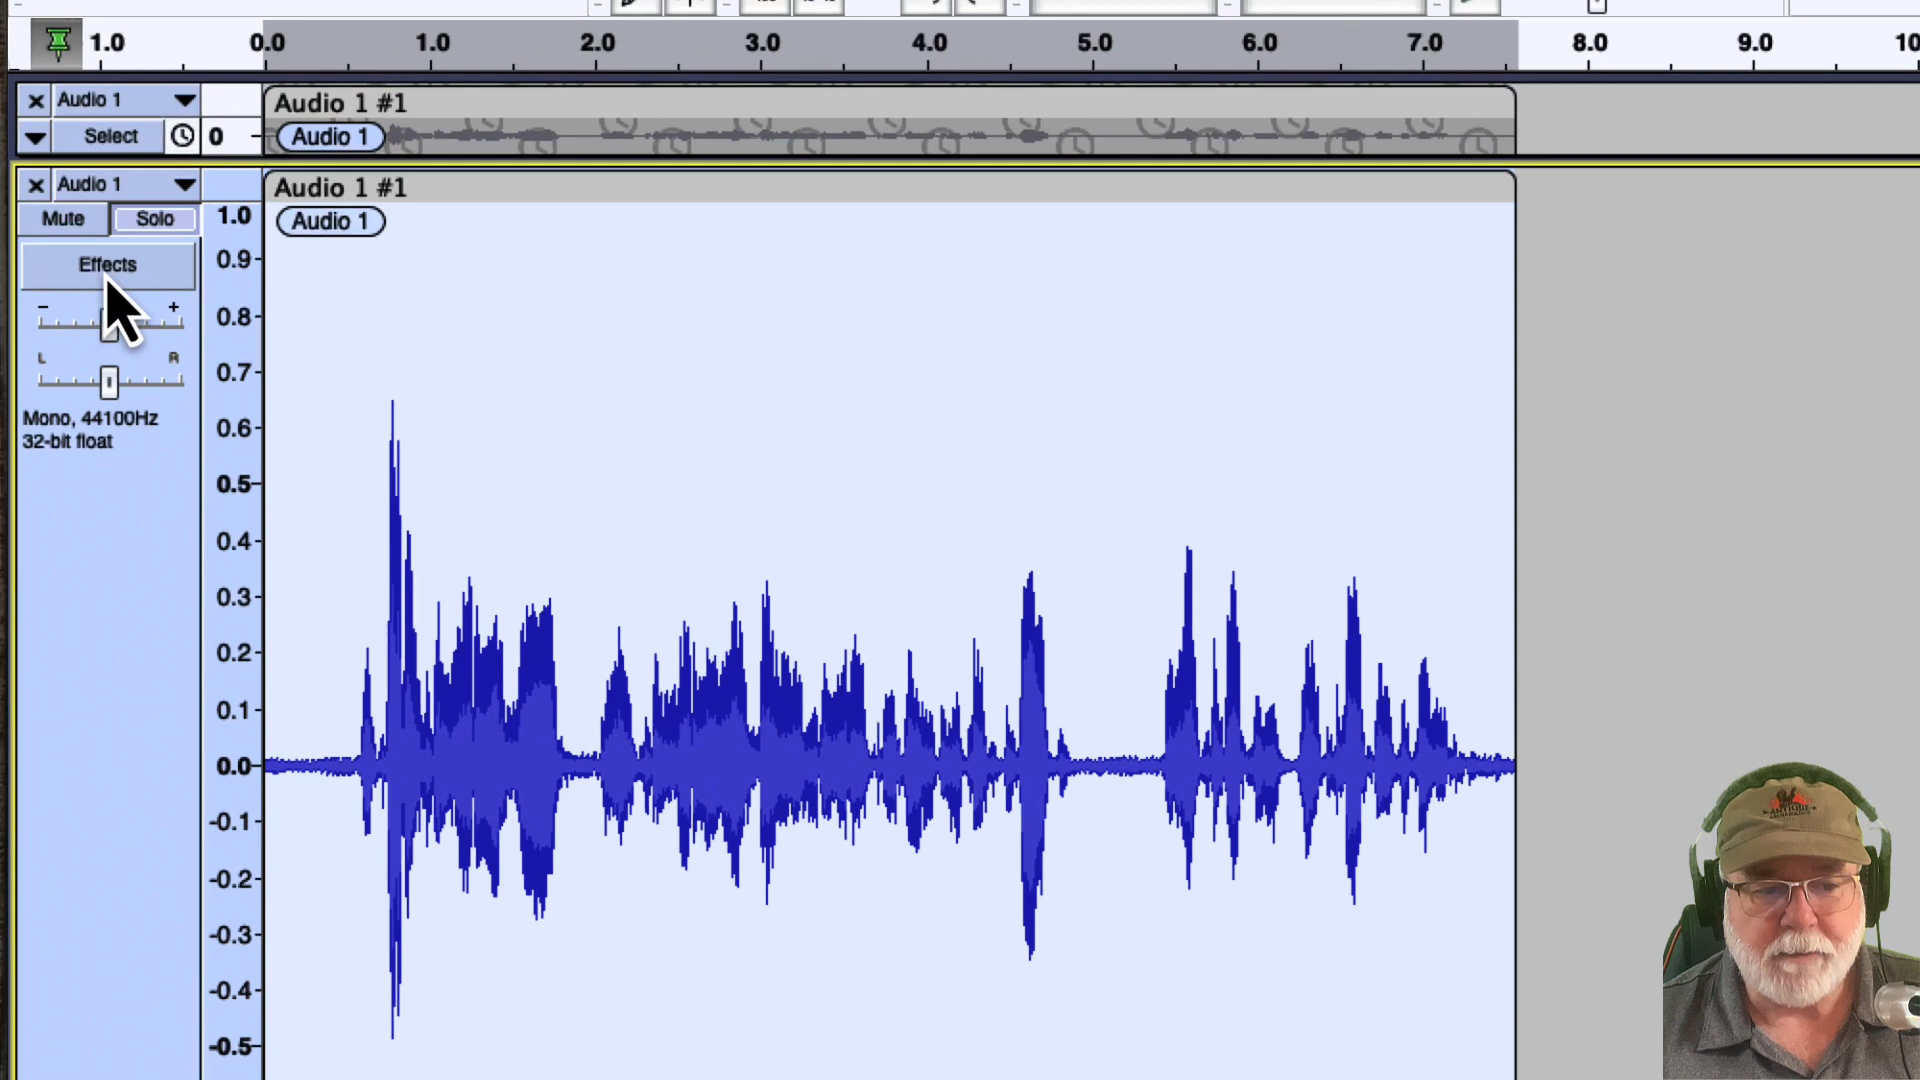 1.0 0.0 1.0 2.0 3.0 4.0 5.0 6.0 7.0 8.0 9.0 10
Audio 1
Audio 1 #1
Select
0
Audio 1
Audio 1
Audio 1 #1
Mute Solo
1.0
Audio 1
Effects
0.9
- +
0.8
L R
0.7
Mono, 44100Hz
32-bit float
0.6
0.5
0.4
0.3
0.2
0.1
0.0
-0.1
-0.2
-0.3
-0.4
-0.5
ANTIQUE